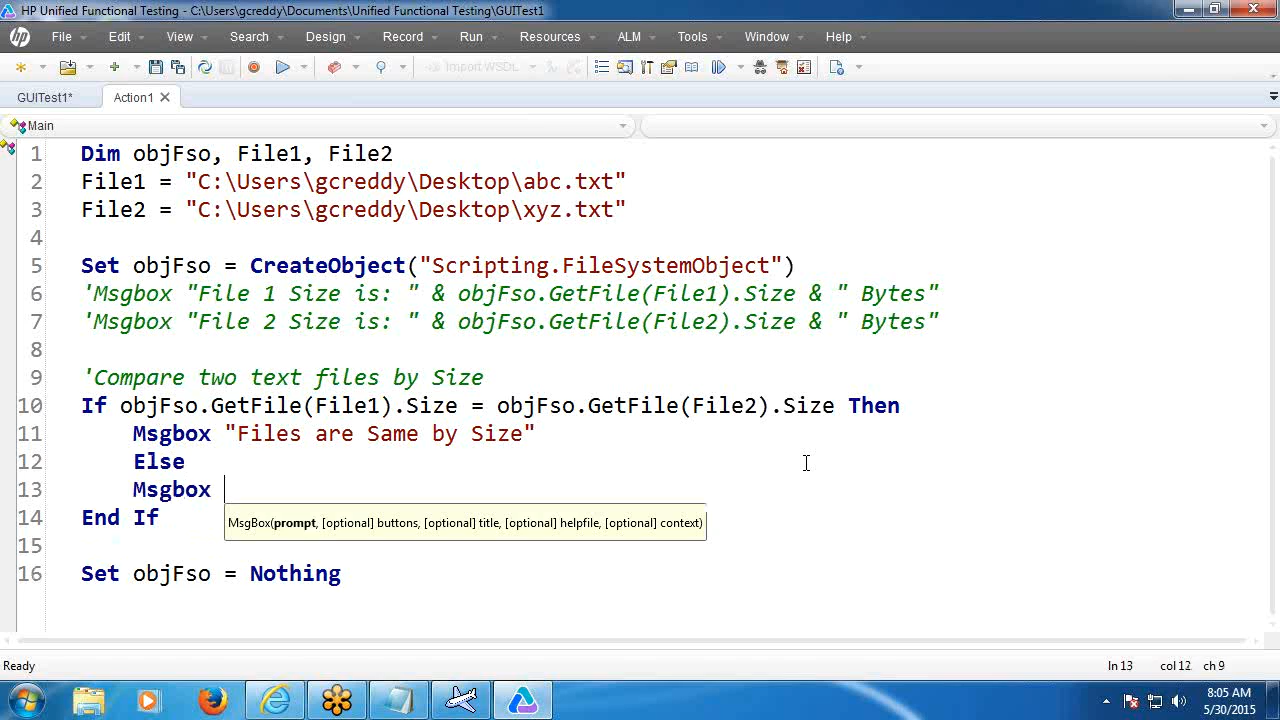 HP Unified Functional Testing - C:\Users\gcreddy\Documents\Unified Functional Testing\GUITest1
hp File Edit View Search Design Record Run Resources ALM Tools Window Help
Import WSDL
GUITest1* Action1
Main
1 Dim objFso, File1, File2
2 File1 = "C:\Users\gcreddy\Desktop\abc.txt"
3 File2 = "C:\Users\gcreddy\Desktop\xyz.txt"
4
5 Set objFso = CreateObject("Scripting.FileSystemObject")
6 'Msgbox "File 1 Size is: " & objFso.GetFile(File1).Size & " Bytes"
7 'Msgbox "File 2 Size is: " & objFso.GetFile(File2).Size & " Bytes"
8
9 'Compare two text files by Size
10 If objFso.GetFile(File1).Size = objFso.GetFile(File2).Size Then
11 Msgbox "Files are Same by Size"
12 Else
13 Msgbox
14 End If
MsgBox(prompt, [optional] buttons, [optional] title, [optional] helpfile, [optional] context)
15
16 Set objFso = Nothing
Ready ln 13 col 12 ch 9
8:05 AM
5/30/2015